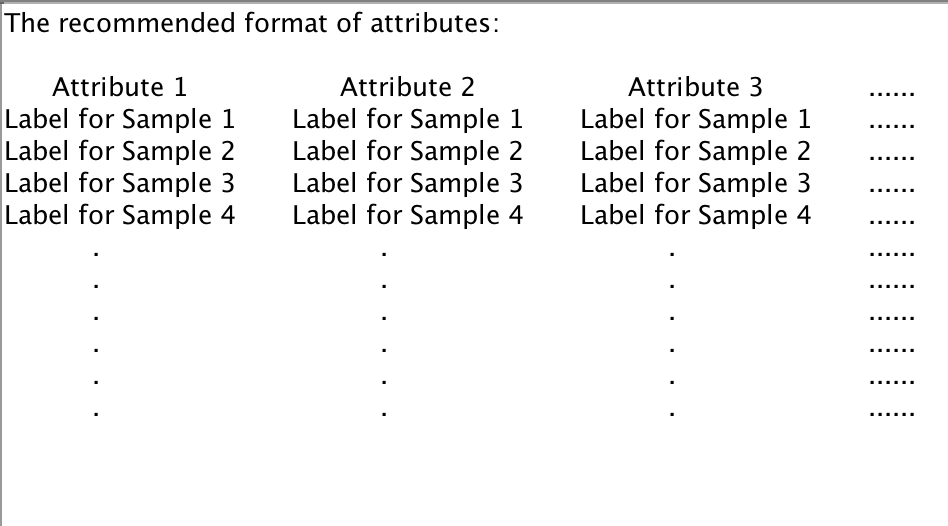 The recommended format of attributes:
Attribute 1 Attribute 2 Attribute 3 ......
Label for Sample 1 Label for Sample 1 Label for Sample 1 ......
Label for Sample 2 Label for Sample 2 Label for Sample 2 ......
Label for Sample 3 Label for Sample 3 Label for Sample 3 ......
Label for Sample 4 Label for Sample 4 Label for Sample 4 ......
. . . ......
. . . ......
. . . ......
. . . ......
. . . ......
. . . ......